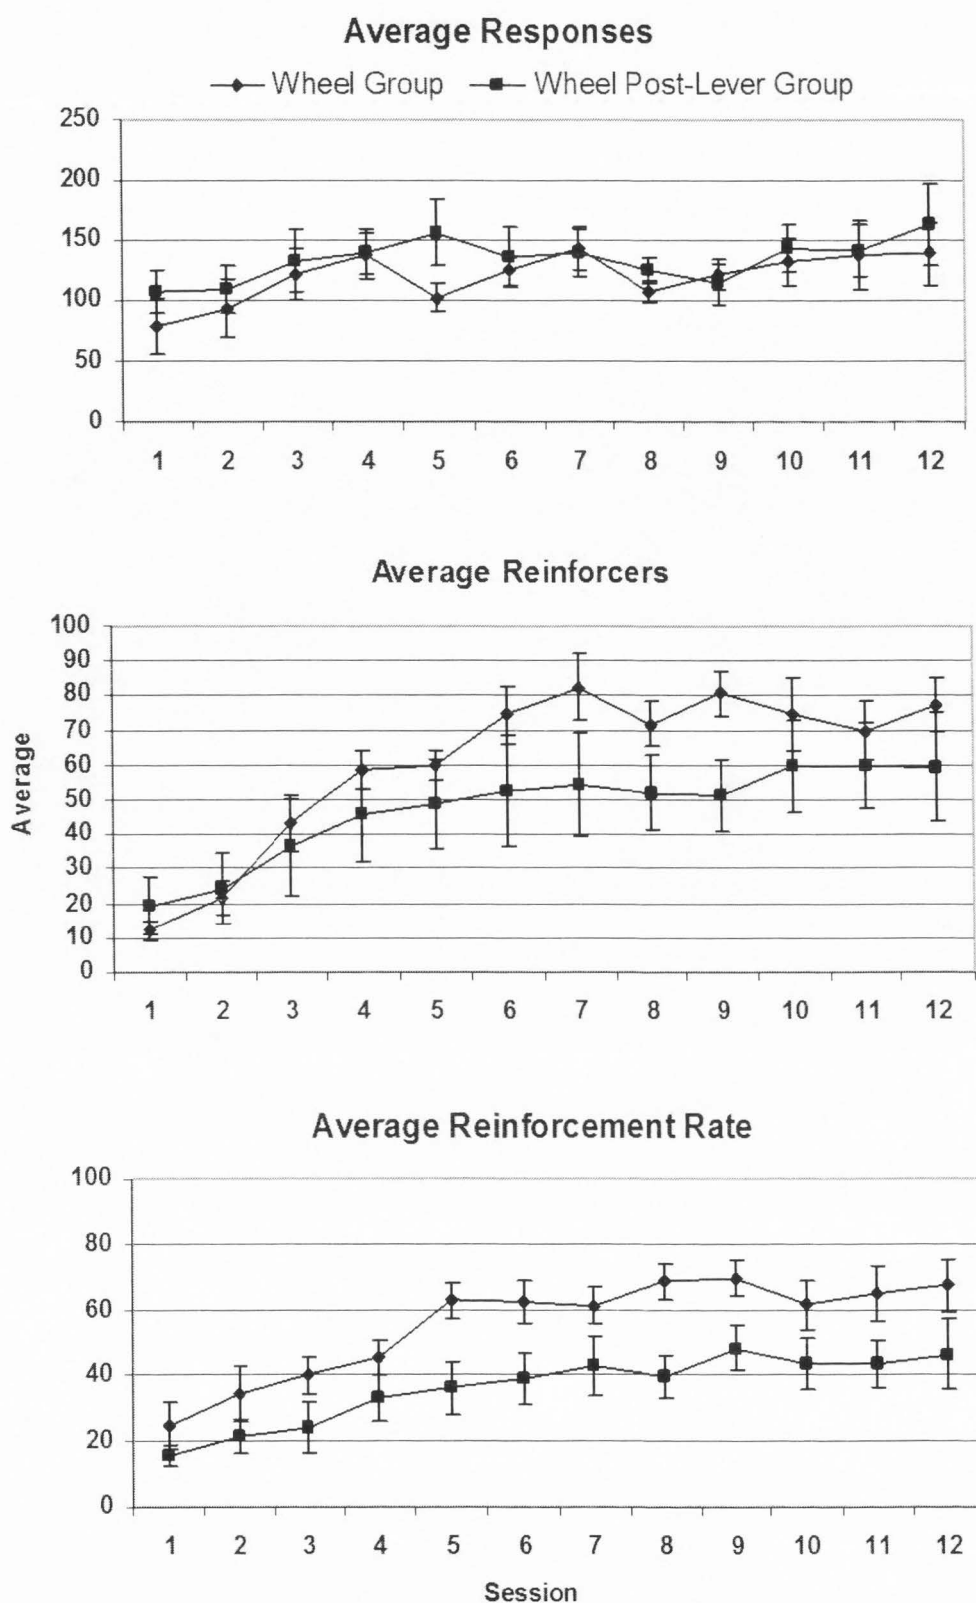 Average Responses
Wheel Group Wheel Post-Lever Group
250
200
150
100
50
0
1 2 3 4 5 6 7 8 9 10 11 12
Average Reinforcers
100
90
80
70
60
50
40
30
20
10
0
Average
1 2 3 4 5 6 7 8 9 10 11 12
Average Reinforcement Rate
100
80
60
40
20
0
1 2 3 4 5 6 7 8 9 10 11 12
Session